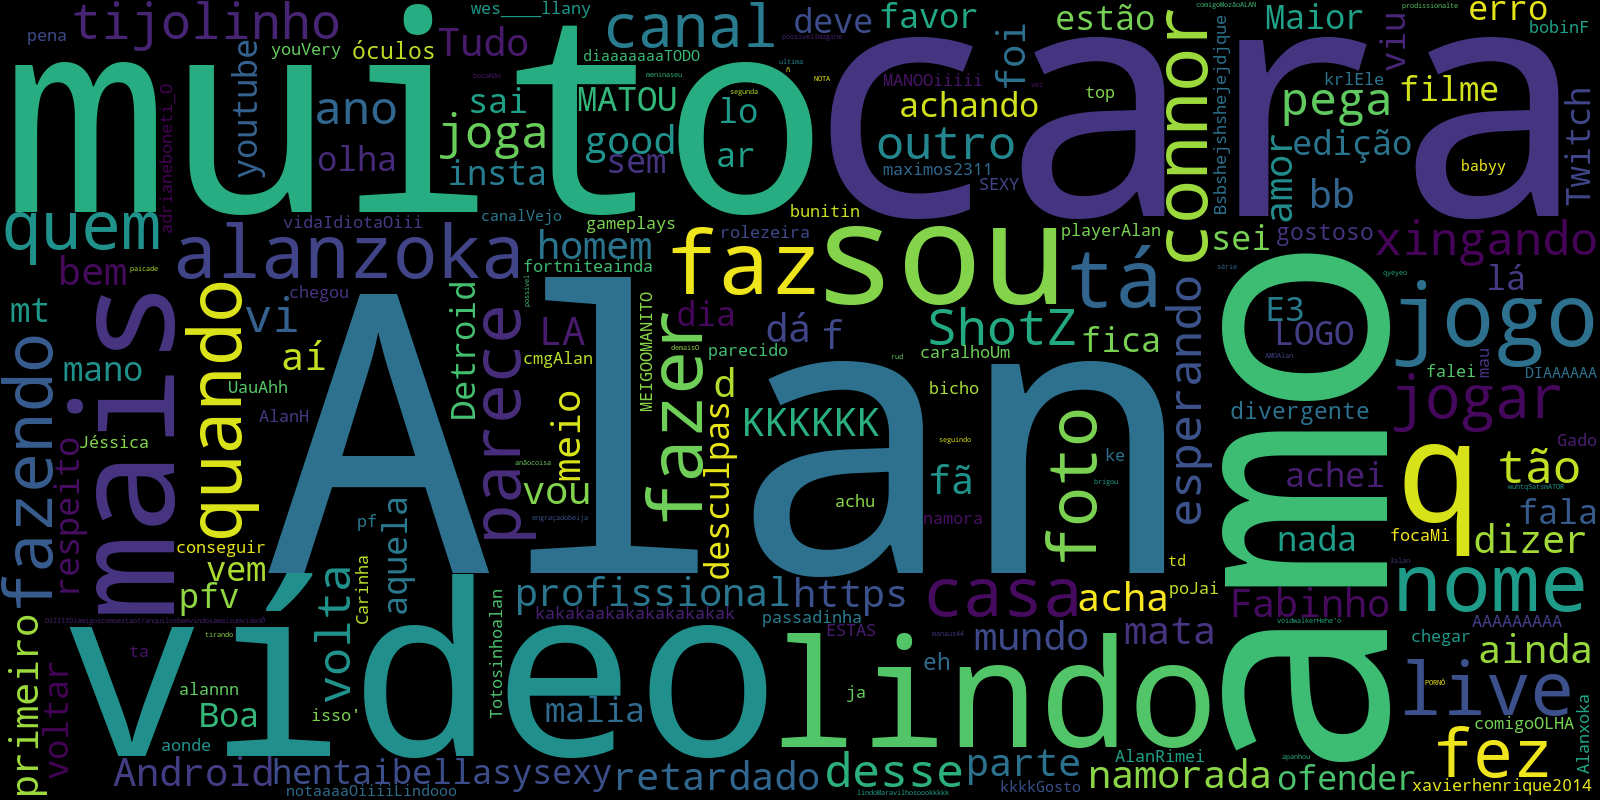 wes____llany
tijolinho
canal
deve
favor
estão
Maior
erro
pena
youVery
óculos
Tudo
diaaaaaaaTODO
foi
viu
bobinF
muito
cara
youtube
ano
sai
MATOU
lo
MANOOiiiii
top
connor
krlEle
pega
filme
achando
joga
good
ar
outro
amor
edição
Twitch
olha
insta
sem
maximos2311
SEXY
bb
babyy
adrianeboneti_O
Bsbshejshshejejdjque
quem
vidaIdiotaOiii
canalVejo
gameplays
bunitin
alanzoka
homem
faz
rolezeira
sou
playerAlan
sei
gostoso
xingando
bem
fortniteainda
tá
lá
jogo
mt
chegou
vi
Detroid
parece
LA
dia
dá
f
ShotZ
fica
esperando
E3
LOGO
mais
quando
aí
mano
cmgAlan
MEIGOOMANITO
parecido
caralhoUm
falei
mau
DIAAAAAA
UauAhh
AlanH
Alan
meio
fazer
d
bicho
amo
divergente
jogar
Jéssica
fazendo
respeito
KKKKKK
foto
ke
q
Gado
achei
tão
vou
desculpas
achu
fã
namora
fala
pf
aquela
conseguir
nada
focaMi
dizer
vem
pfv
volta
Carinha
profissional
https
casa
acha
td
poJai
Fabinho
nome
kakakaakakakakakakak
passadinha
ESTÁS
mundo
mata
AAAAAAAAA
primeiro
voltar
ta
vídeo
Totosinhoalan
lindo
eh
chegar
ainda
alannn
Boa
isso'
malia
ja
live
comigoOLHA
Alanxoka
aonde
Android
hentaibellasysexy
retardado
desse
parte
AlanRimei
namorada
ofender
fez
notaaaaOiiiiLindooo
kkkkGosto
xavierhenrique2014